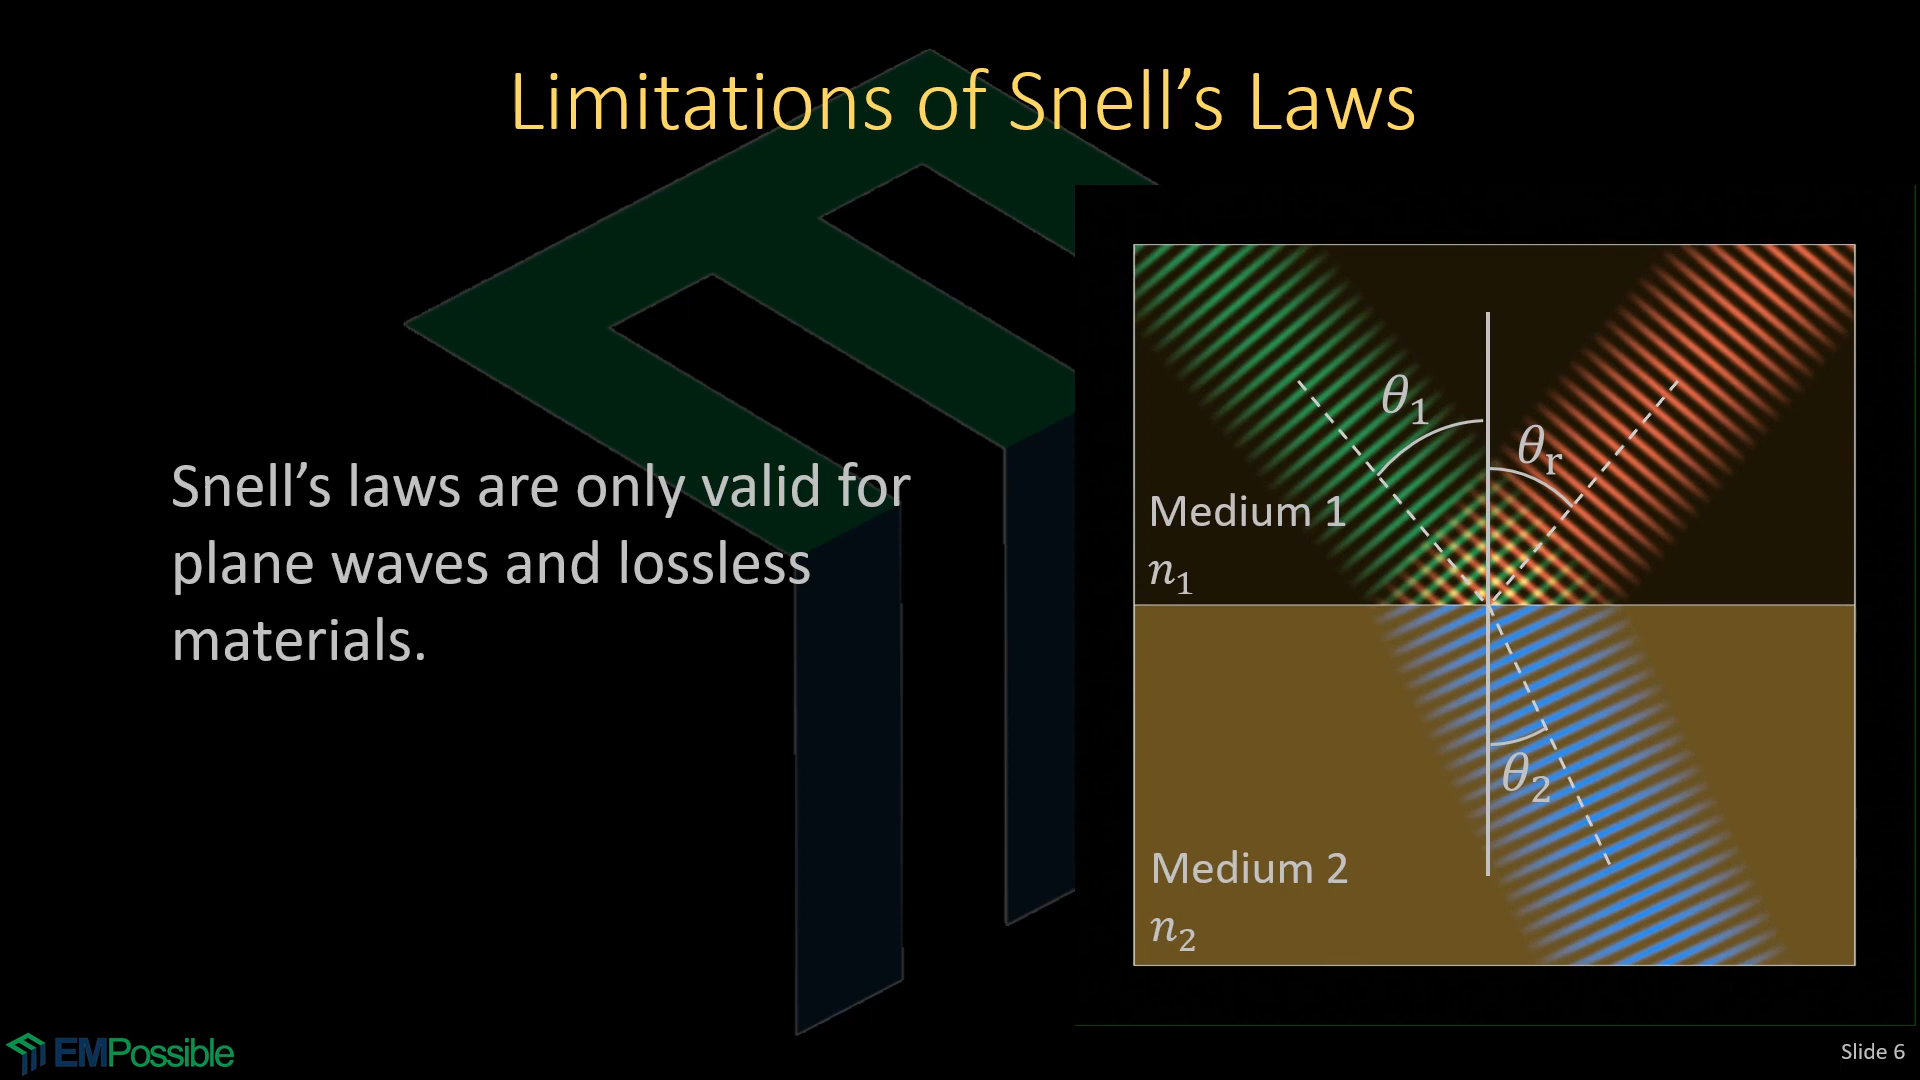 Limitations of Snell’s Laws
Snell’s laws are only valid for
plane waves and lossless
materials.
θ₁
θᵣ
Medium 1
n₁
θ₂
Medium 2
n₂
EMPossible
Slide 6